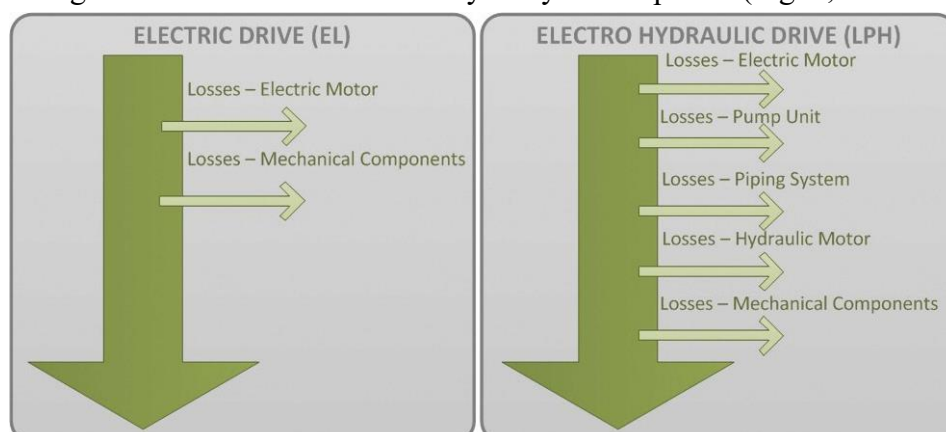 ELECTRIC DRIVE (EL)
Losses – Electric Motor
Losses – Mechanical Components
ELECTRO HYDRAULIC DRIVE (LPH)
Losses – Electric Motor
Losses – Pump Unit
Losses – Piping System
Losses – Hydraulic Motor
Losses – Mechanical Components